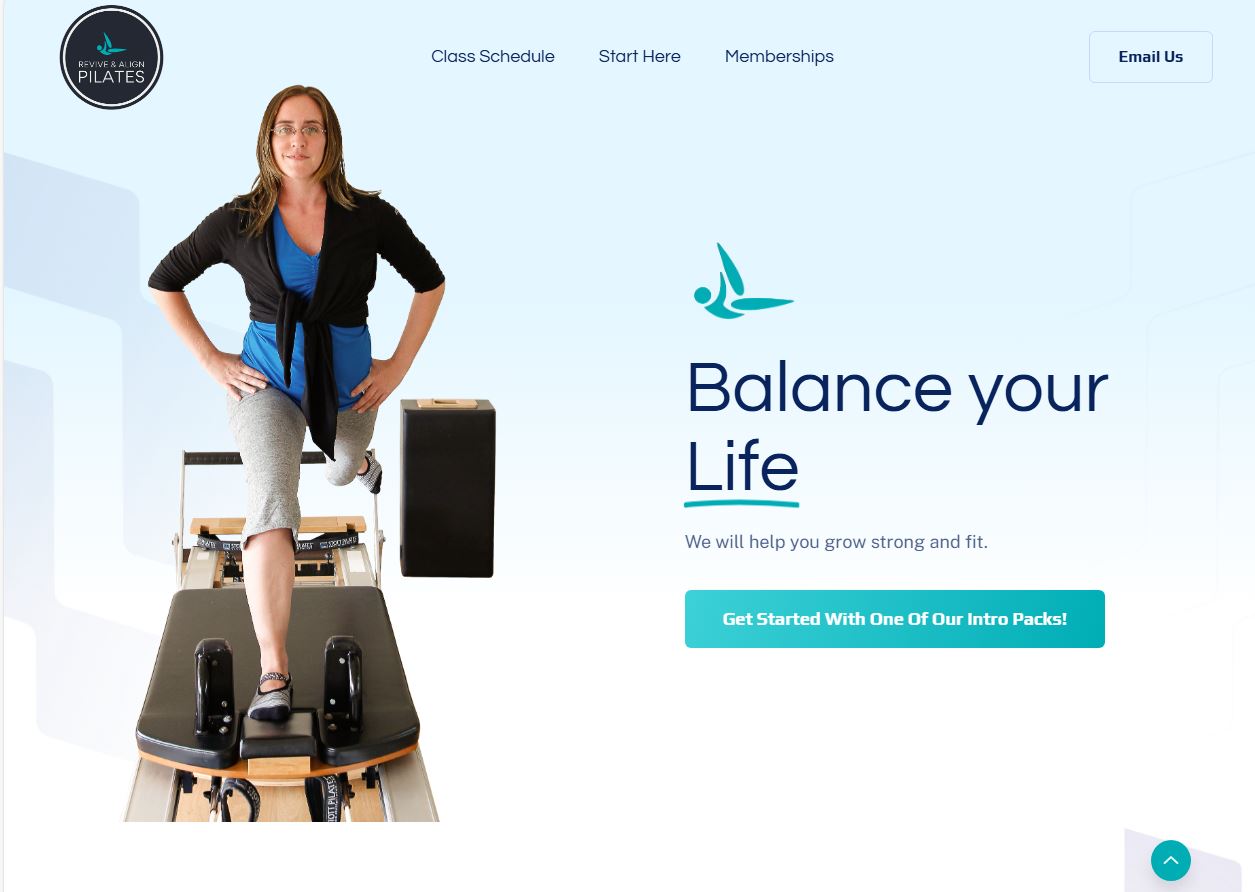 REVIVE & ALIGN
PILATES
Class Schedule
Start Here
Memberships
Email Us
Balance your
Life
We will help you grow strong and fit.
Get Started With One Of Our Intro Packs!